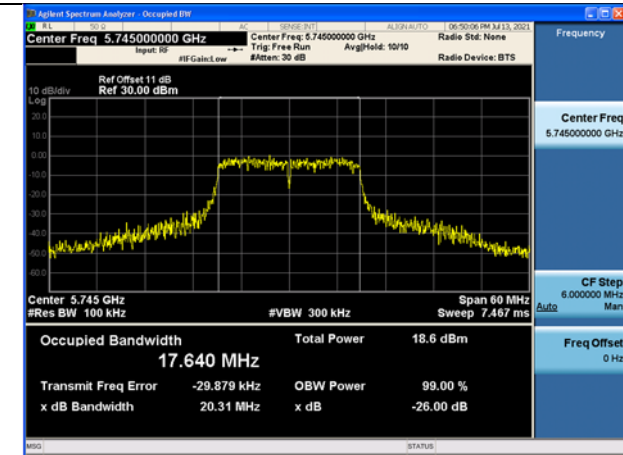 Agilent Spectrum Analyzer - Occupied BW
RL 50 Ω AC SENSE:INT ALIGN AUTO 06:50:06 PM Jul 13, 2021
Center Freq 5.745000000 GHz
Center Freq: 5.745000000 GHz
Radio Std: None
Input: RF
Trig: Free Run Avg|Hold: 10/10
#IFGain:Low
#Atten: 30 dB
Radio Device: BTS
Ref Offset 11 dB
10 dB/div Ref 30.00 dBm
Log
20.0
10.0
0.00
-10.0
-20.0
-30.0
-40.0
-50.0
-60.0
Center 5.745 GHz
Span 60 MHz
#Res BW 100 kHz
#VBW 300 kHz
Sweep 7.467 ms
Occupied Bandwidth
Total Power 18.6 dBm
17.640 MHz
Transmit Freq Error -29.879 kHz OBW Power 99.00 %
x dB Bandwidth 20.31 MHz x dB -26.00 dB
MSG
STATUS
Frequency
Center Freq
5.745000000 GHz
CF Step
6.000000 MHz
Auto Man
Freq Offset
0 Hz